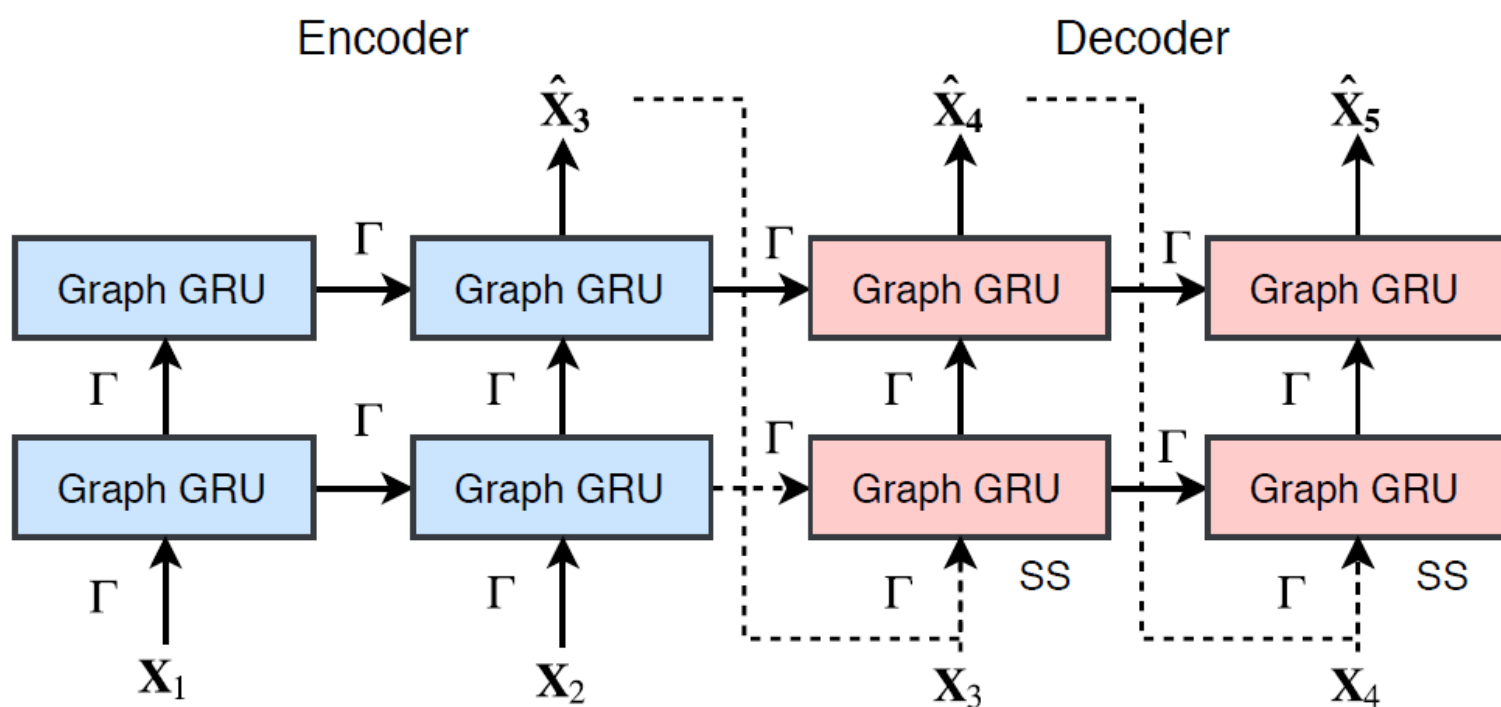 Encoder Decoder
X̂₃ X̂₄ X̂₅
Γ Γ Γ
Graph GRU Graph GRU Graph GRU Graph GRU
Γ Γ Γ Γ
Γ Γ Γ
Graph GRU Graph GRU Graph GRU Graph GRU
Γ Γ Γ SS Γ SS
X₁ X₂ X₃ X₄